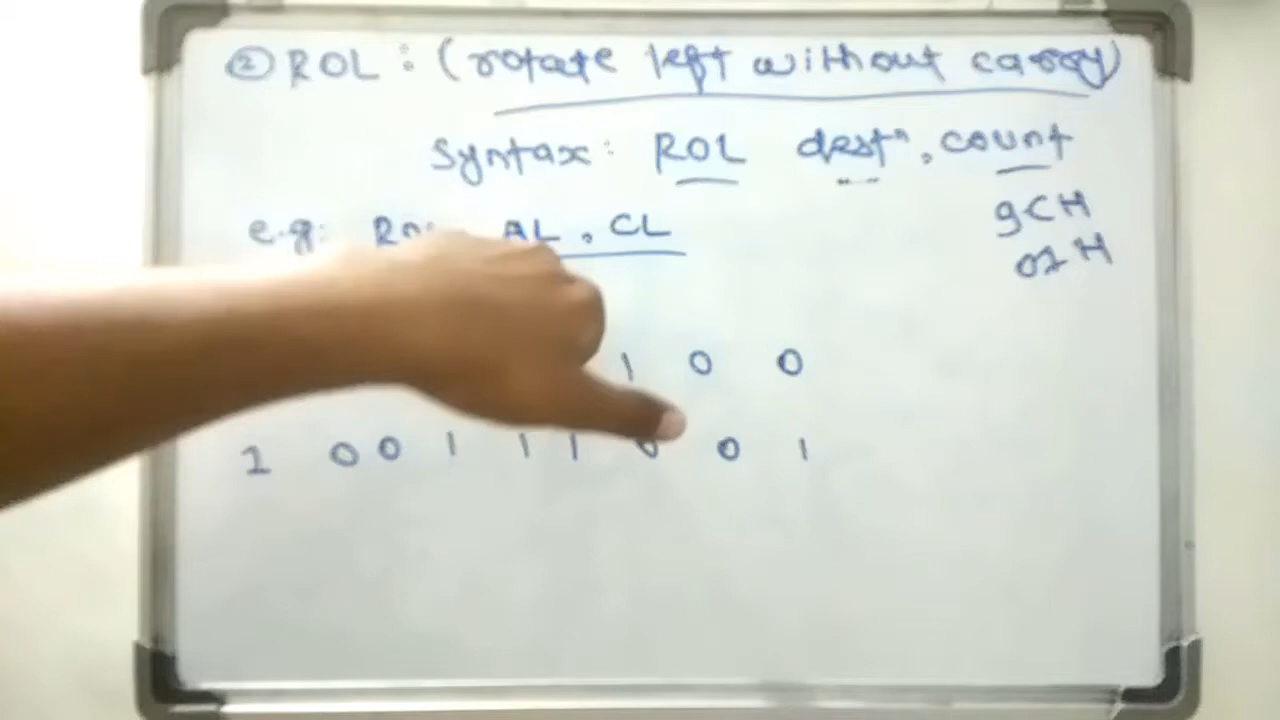 ② ROL : (rotate left without carry)
Syntax: ROL destⁿ, count
e.g: AL, CL
9CH
02H
1 0 0
1 0 0 1 1 1 0 0 1